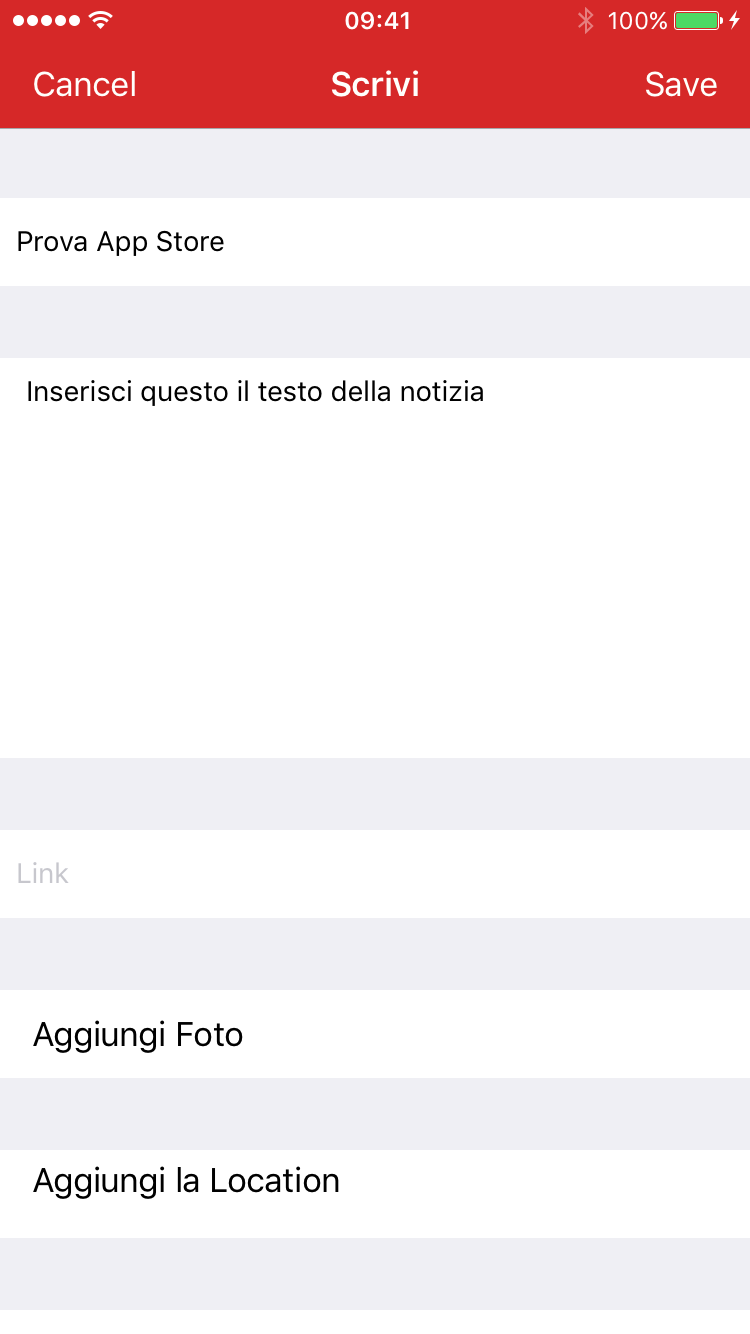 09:41 100%
Cancel Scrivi Save
Prova App Store
Inserisci questo il testo della notizia
Link
Aggiungi Foto
Aggiungi la Location